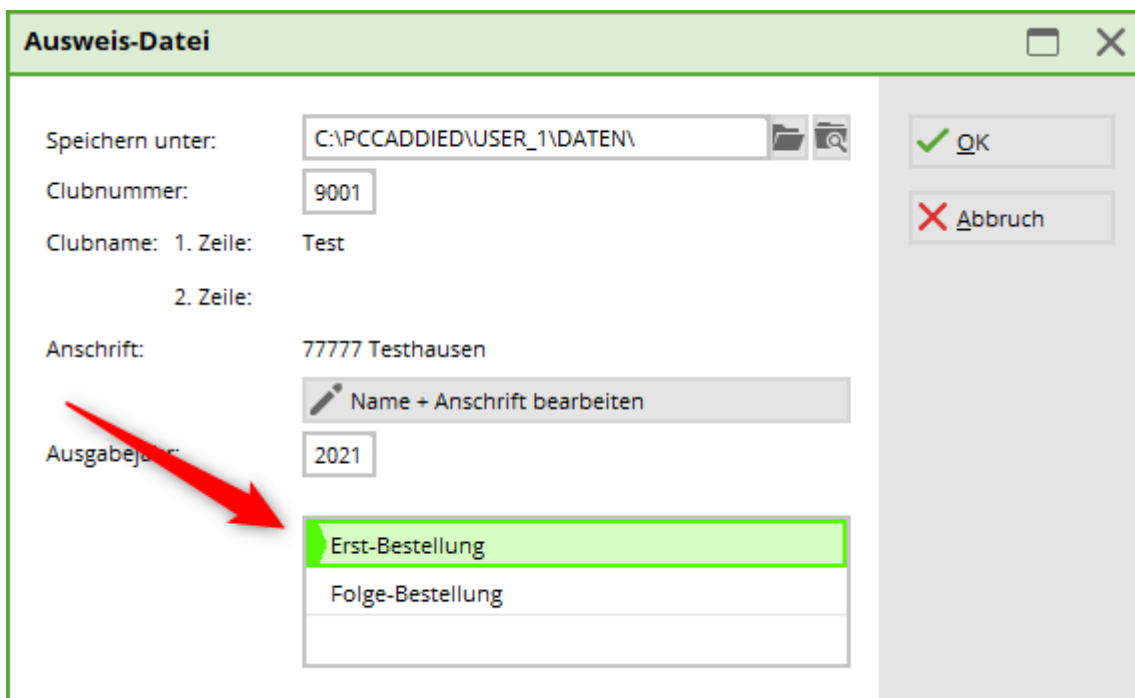 Ausweis-Datei
Speichern unter: C:\PCCADDIED\USER_1\DATEN\
OK
Clubnummer: 9001
Abbruch
Clubname: 1. Zeile: Test
2. Zeile:
Anschrift: 77777 Testhausen
Name + Anschrift bearbeiten
Ausgabejahr: 2021
Erst-Bestellung
Folge-Bestellung